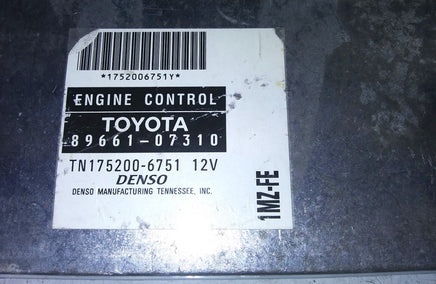 *1752006751Y*
ENGINE CONTROL
TOYOTA
89661-07310
TN175200-6751 12V
DENSO
DENSO MANUFACTURING TENNESSEE, INC.
1MZ-FE